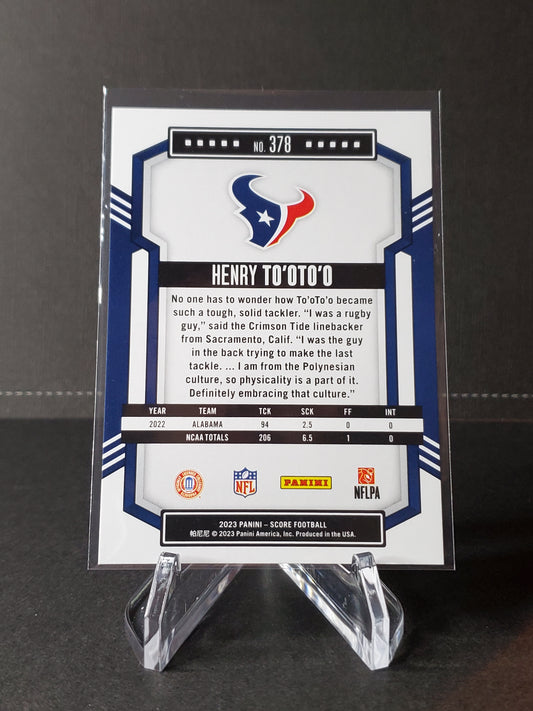 NO. 378
HENRY TO'OTO'O
No one has to wonder how To'oTo'o became
such a tough, solid tackler. “I was a rugby
guy,” said the Crimson Tide linebacker
from Sacramento, Calif. “I was the guy
in the back trying to make the last
tackle. ... I am from the Polynesian
culture, so physicality is a part of it.
Definitely embracing that culture.”
YEAR TEAM TCK SCK FF INT
2022 ALABAMA 94 2.5 0 0
NCAA TOTALS 206 6.5 1 0
NFL PANINI NFLPA
2023 PANINI – SCORE FOOTBALL
帕尼尼 © 2023 Panini America, Inc. Produced in the USA.